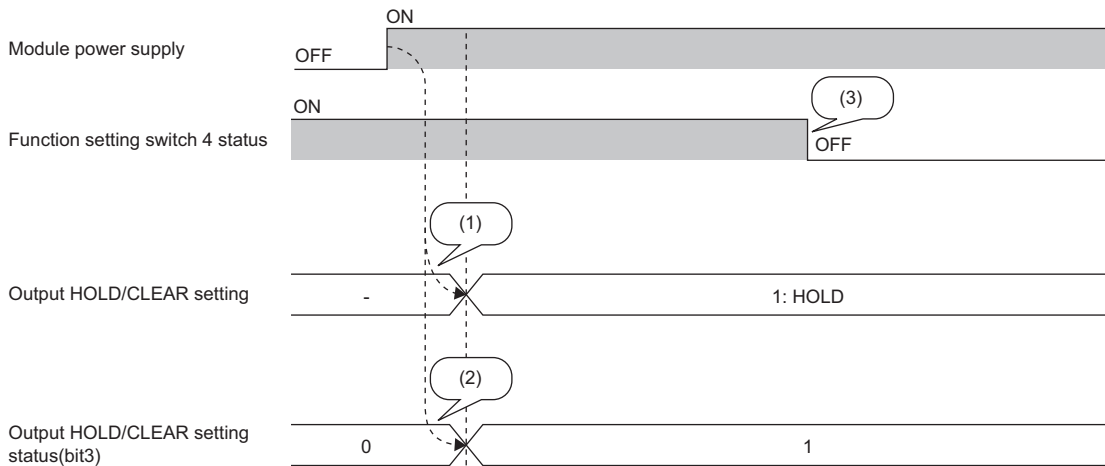 ON
Module power supply
OFF
ON
(3)
Function setting switch 4 status
OFF
(1)
Output HOLD/CLEAR setting
-
1: HOLD
(2)
Output HOLD/CLEAR setting
status(bit3)
0
1